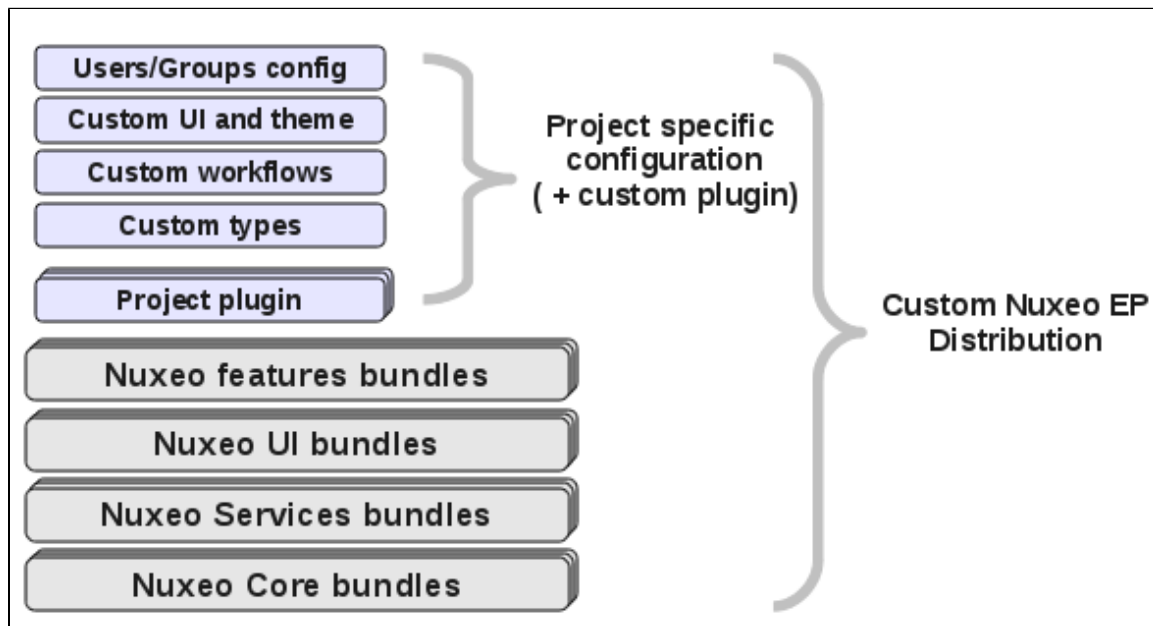 Users/Groups config
Custom UI and theme
Custom workflows
Custom types
Project plugin
Project specific
configuration
( + custom plugin)
Nuxeo features bundles
Nuxeo UI bundles
Nuxeo Services bundles
Nuxeo Core bundles
Custom Nuxeo EP
Distribution